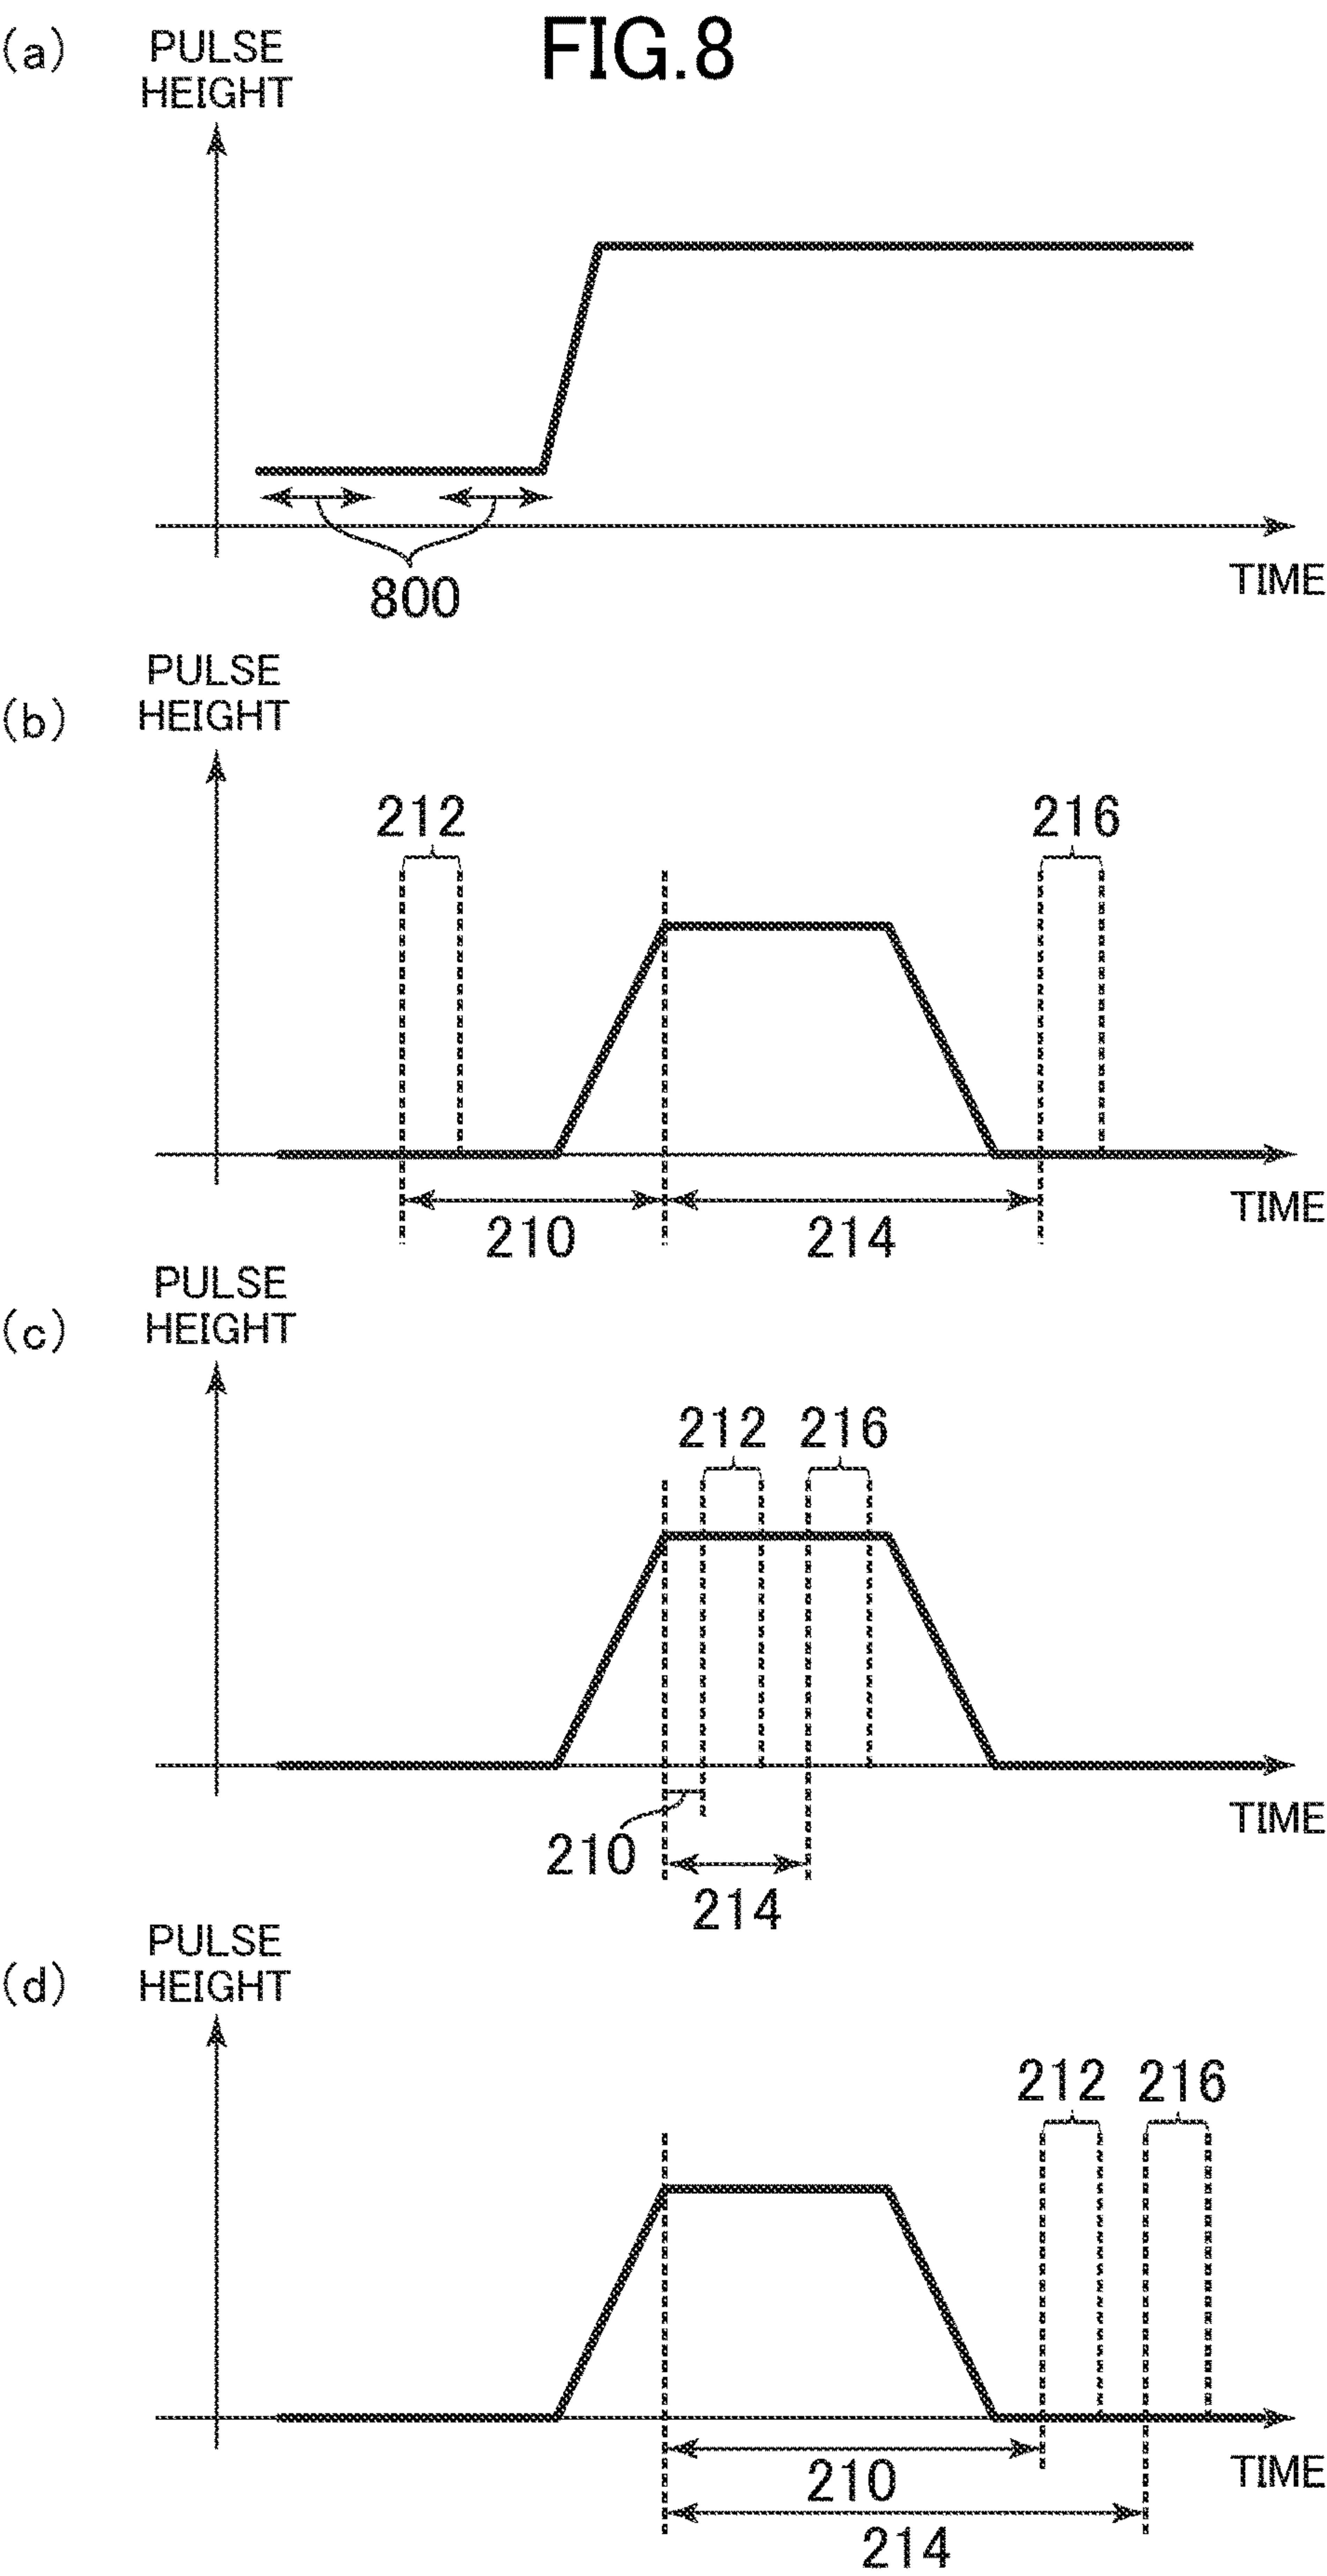 FIG.8
(a)
PULSE
HEIGHT
800
TIME
(b)
PULSE
HEIGHT
212
216
210
214
TIME
(c)
PULSE
HEIGHT
212
216
210
214
TIME
(d)
PULSE
HEIGHT
212
216
210
214
TIME